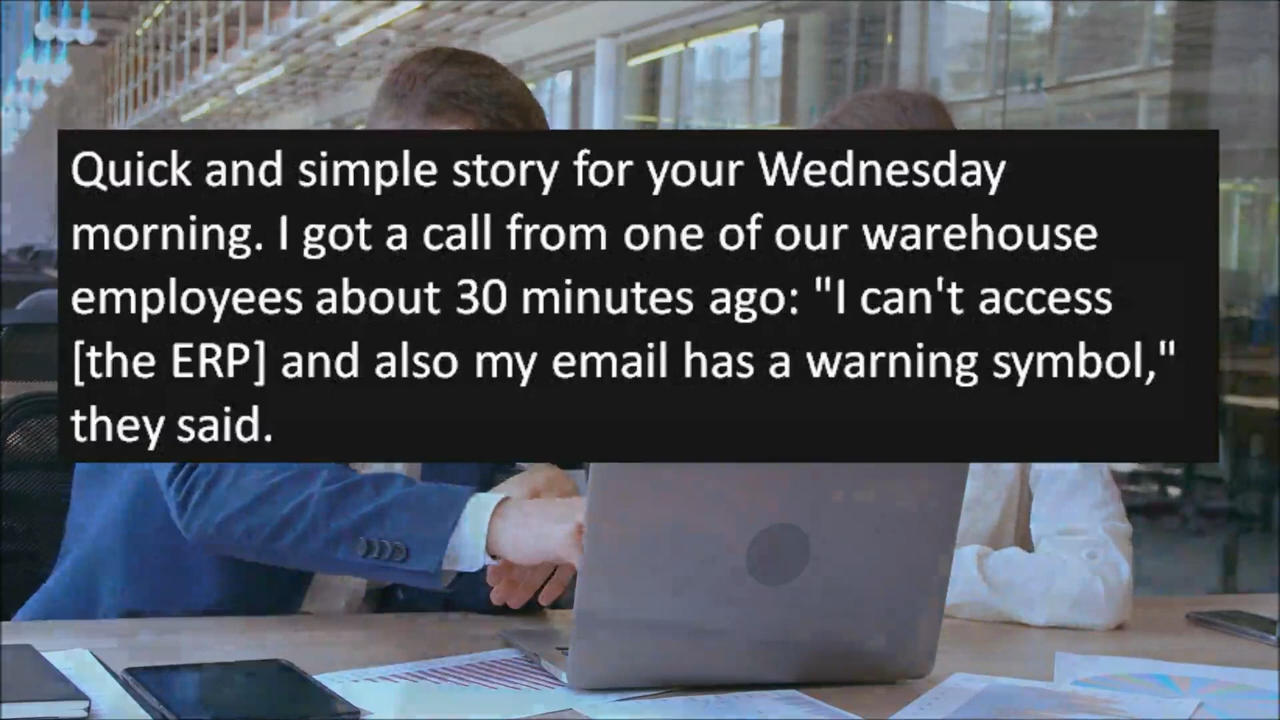 Quick and simple story for your Wednesday
morning. I got a call from one of our warehouse
employees about 30 minutes ago: "I can't access
[the ERP] and also my email has a warning symbol,"
they said.